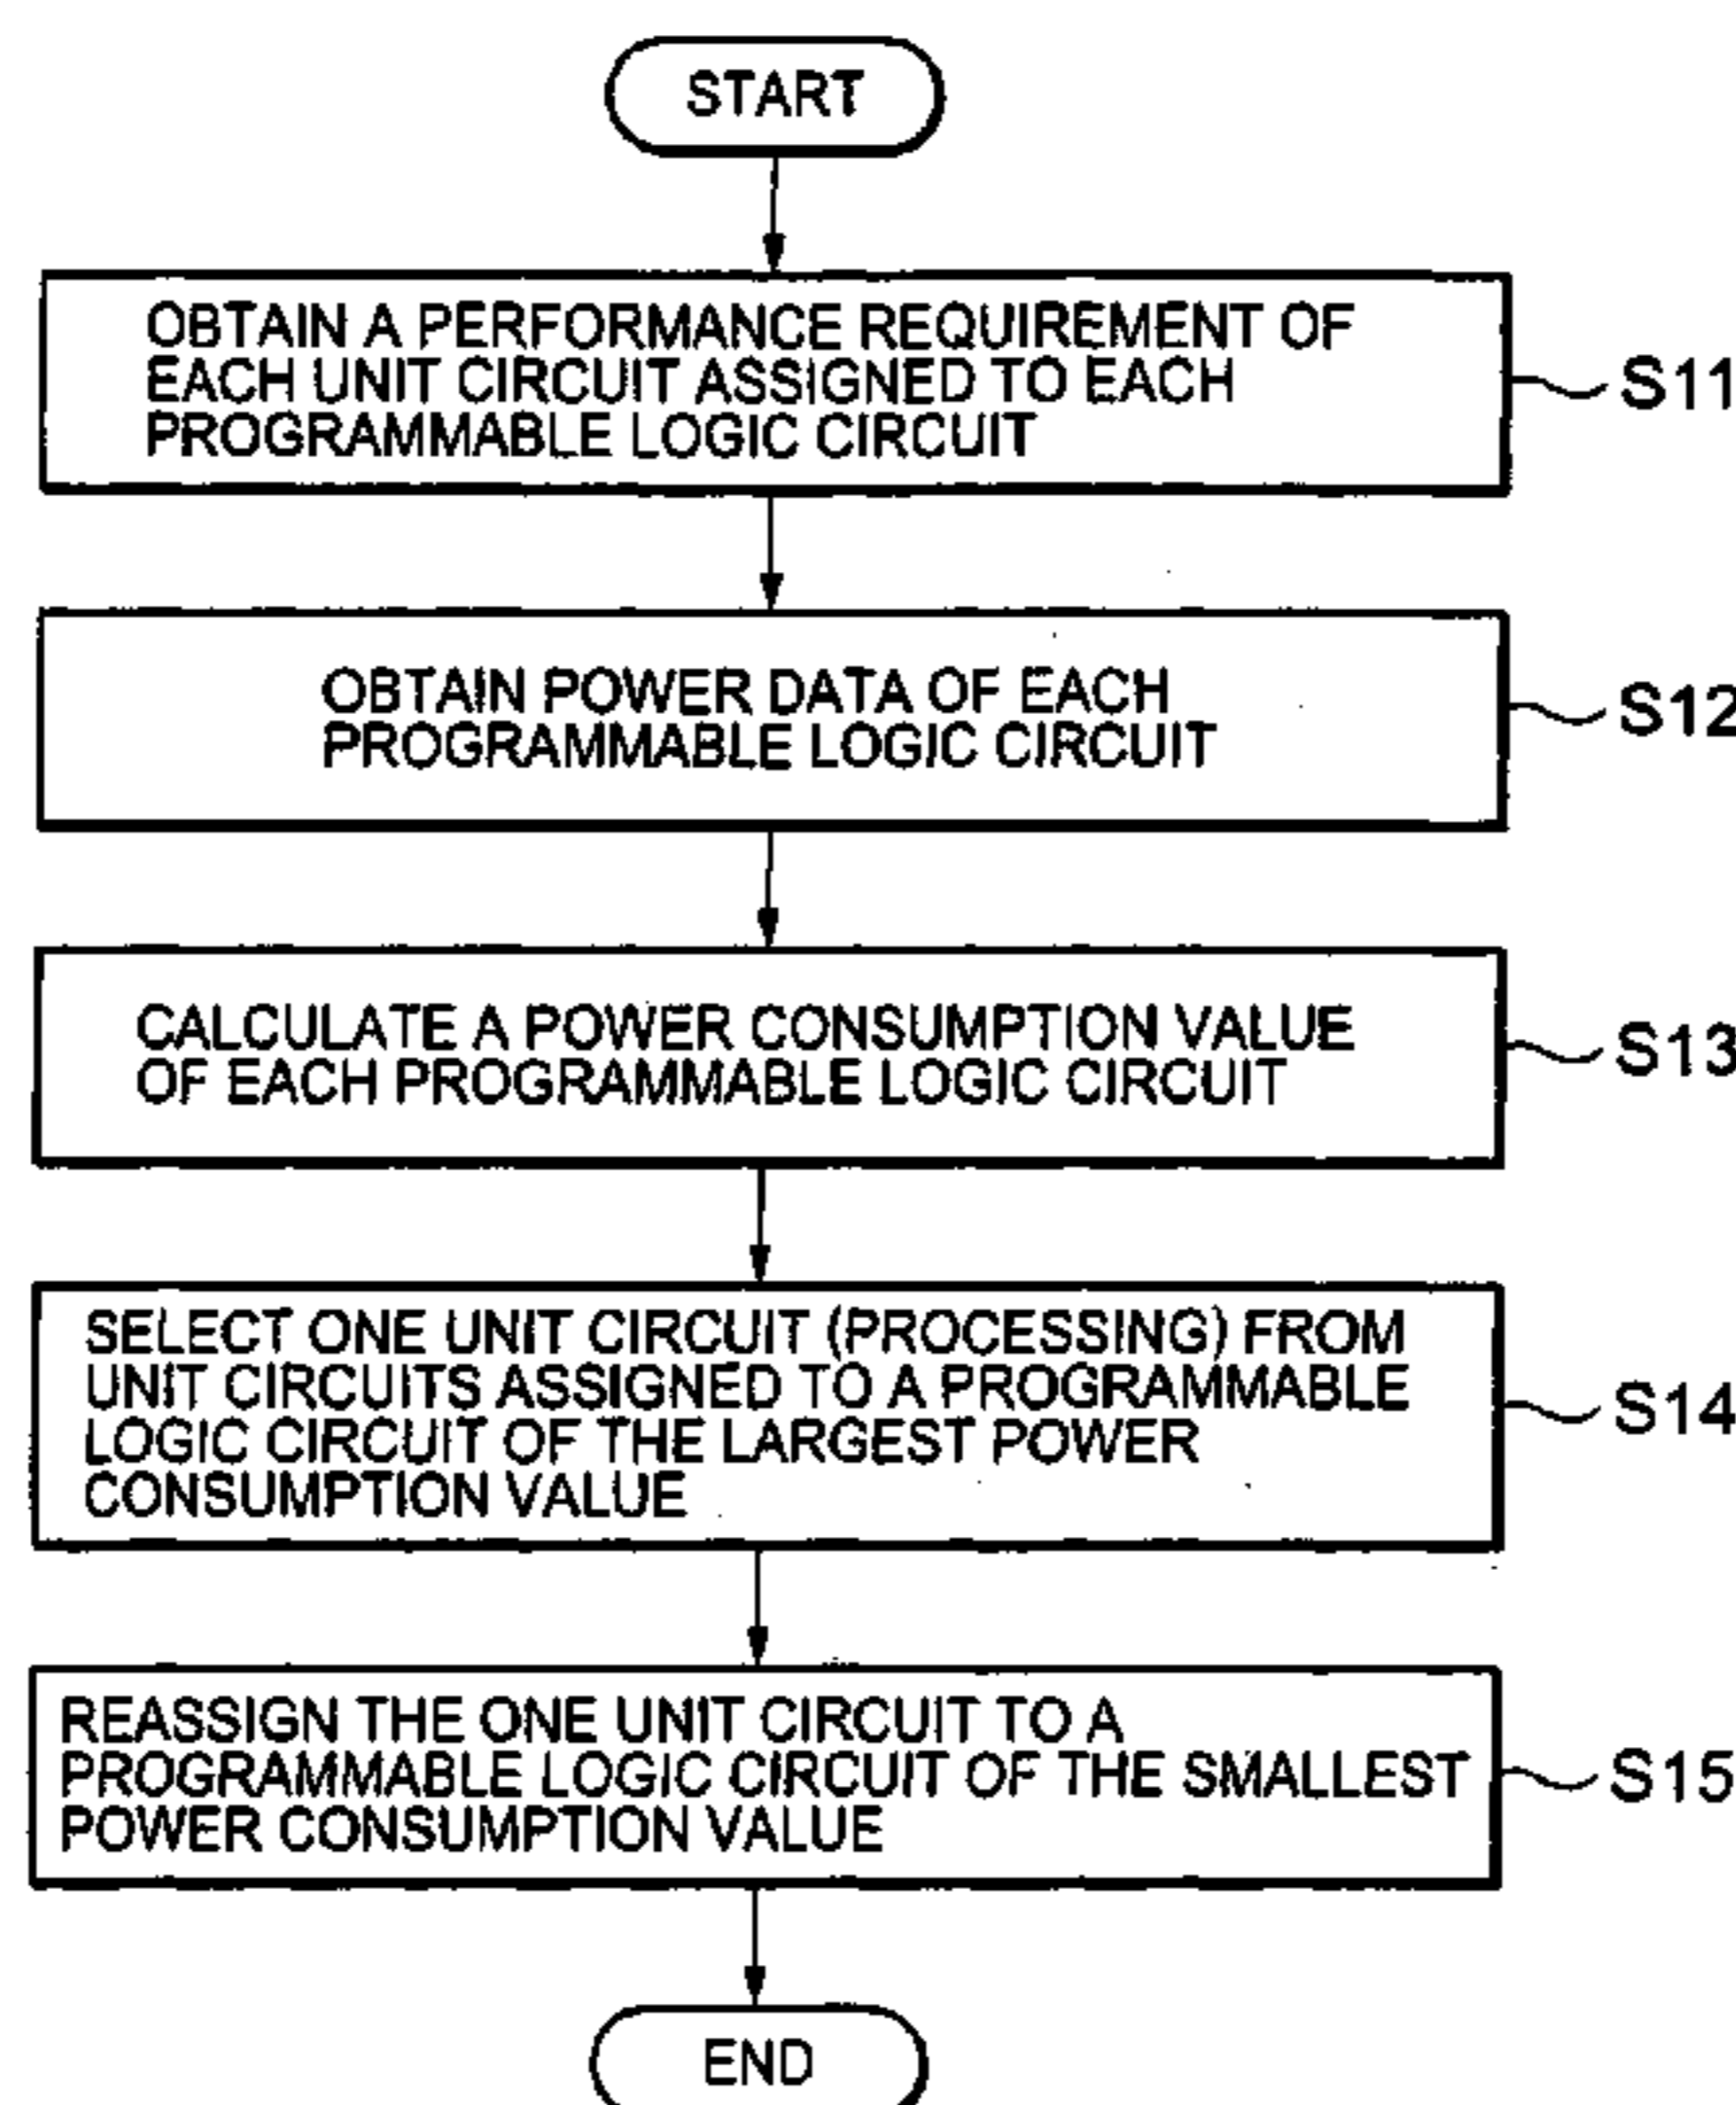 START
OBTAIN A PERFORMANCE REQUIREMENT OF
EACH UNIT CIRCUIT ASSIGNED TO EACH
PROGRAMMABLE LOGIC CIRCUIT
S11
OBTAIN POWER DATA OF EACH
PROGRAMMABLE LOGIC CIRCUIT
S12
CALCULATE A POWER CONSUMPTION VALUE
OF EACH PROGRAMMABLE LOGIC CIRCUIT
S13
SELECT ONE UNIT CIRCUIT (PROCESSING) FROM
UNIT CIRCUITS ASSIGNED TO A PROGRAMMABLE
LOGIC CIRCUIT OF THE LARGEST POWER
CONSUMPTION VALUE
S14
REASSIGN THE ONE UNIT CIRCUIT TO A
PROGRAMMABLE LOGIC CIRCUIT OF THE SMALLEST
POWER CONSUMPTION VALUE
S15
END